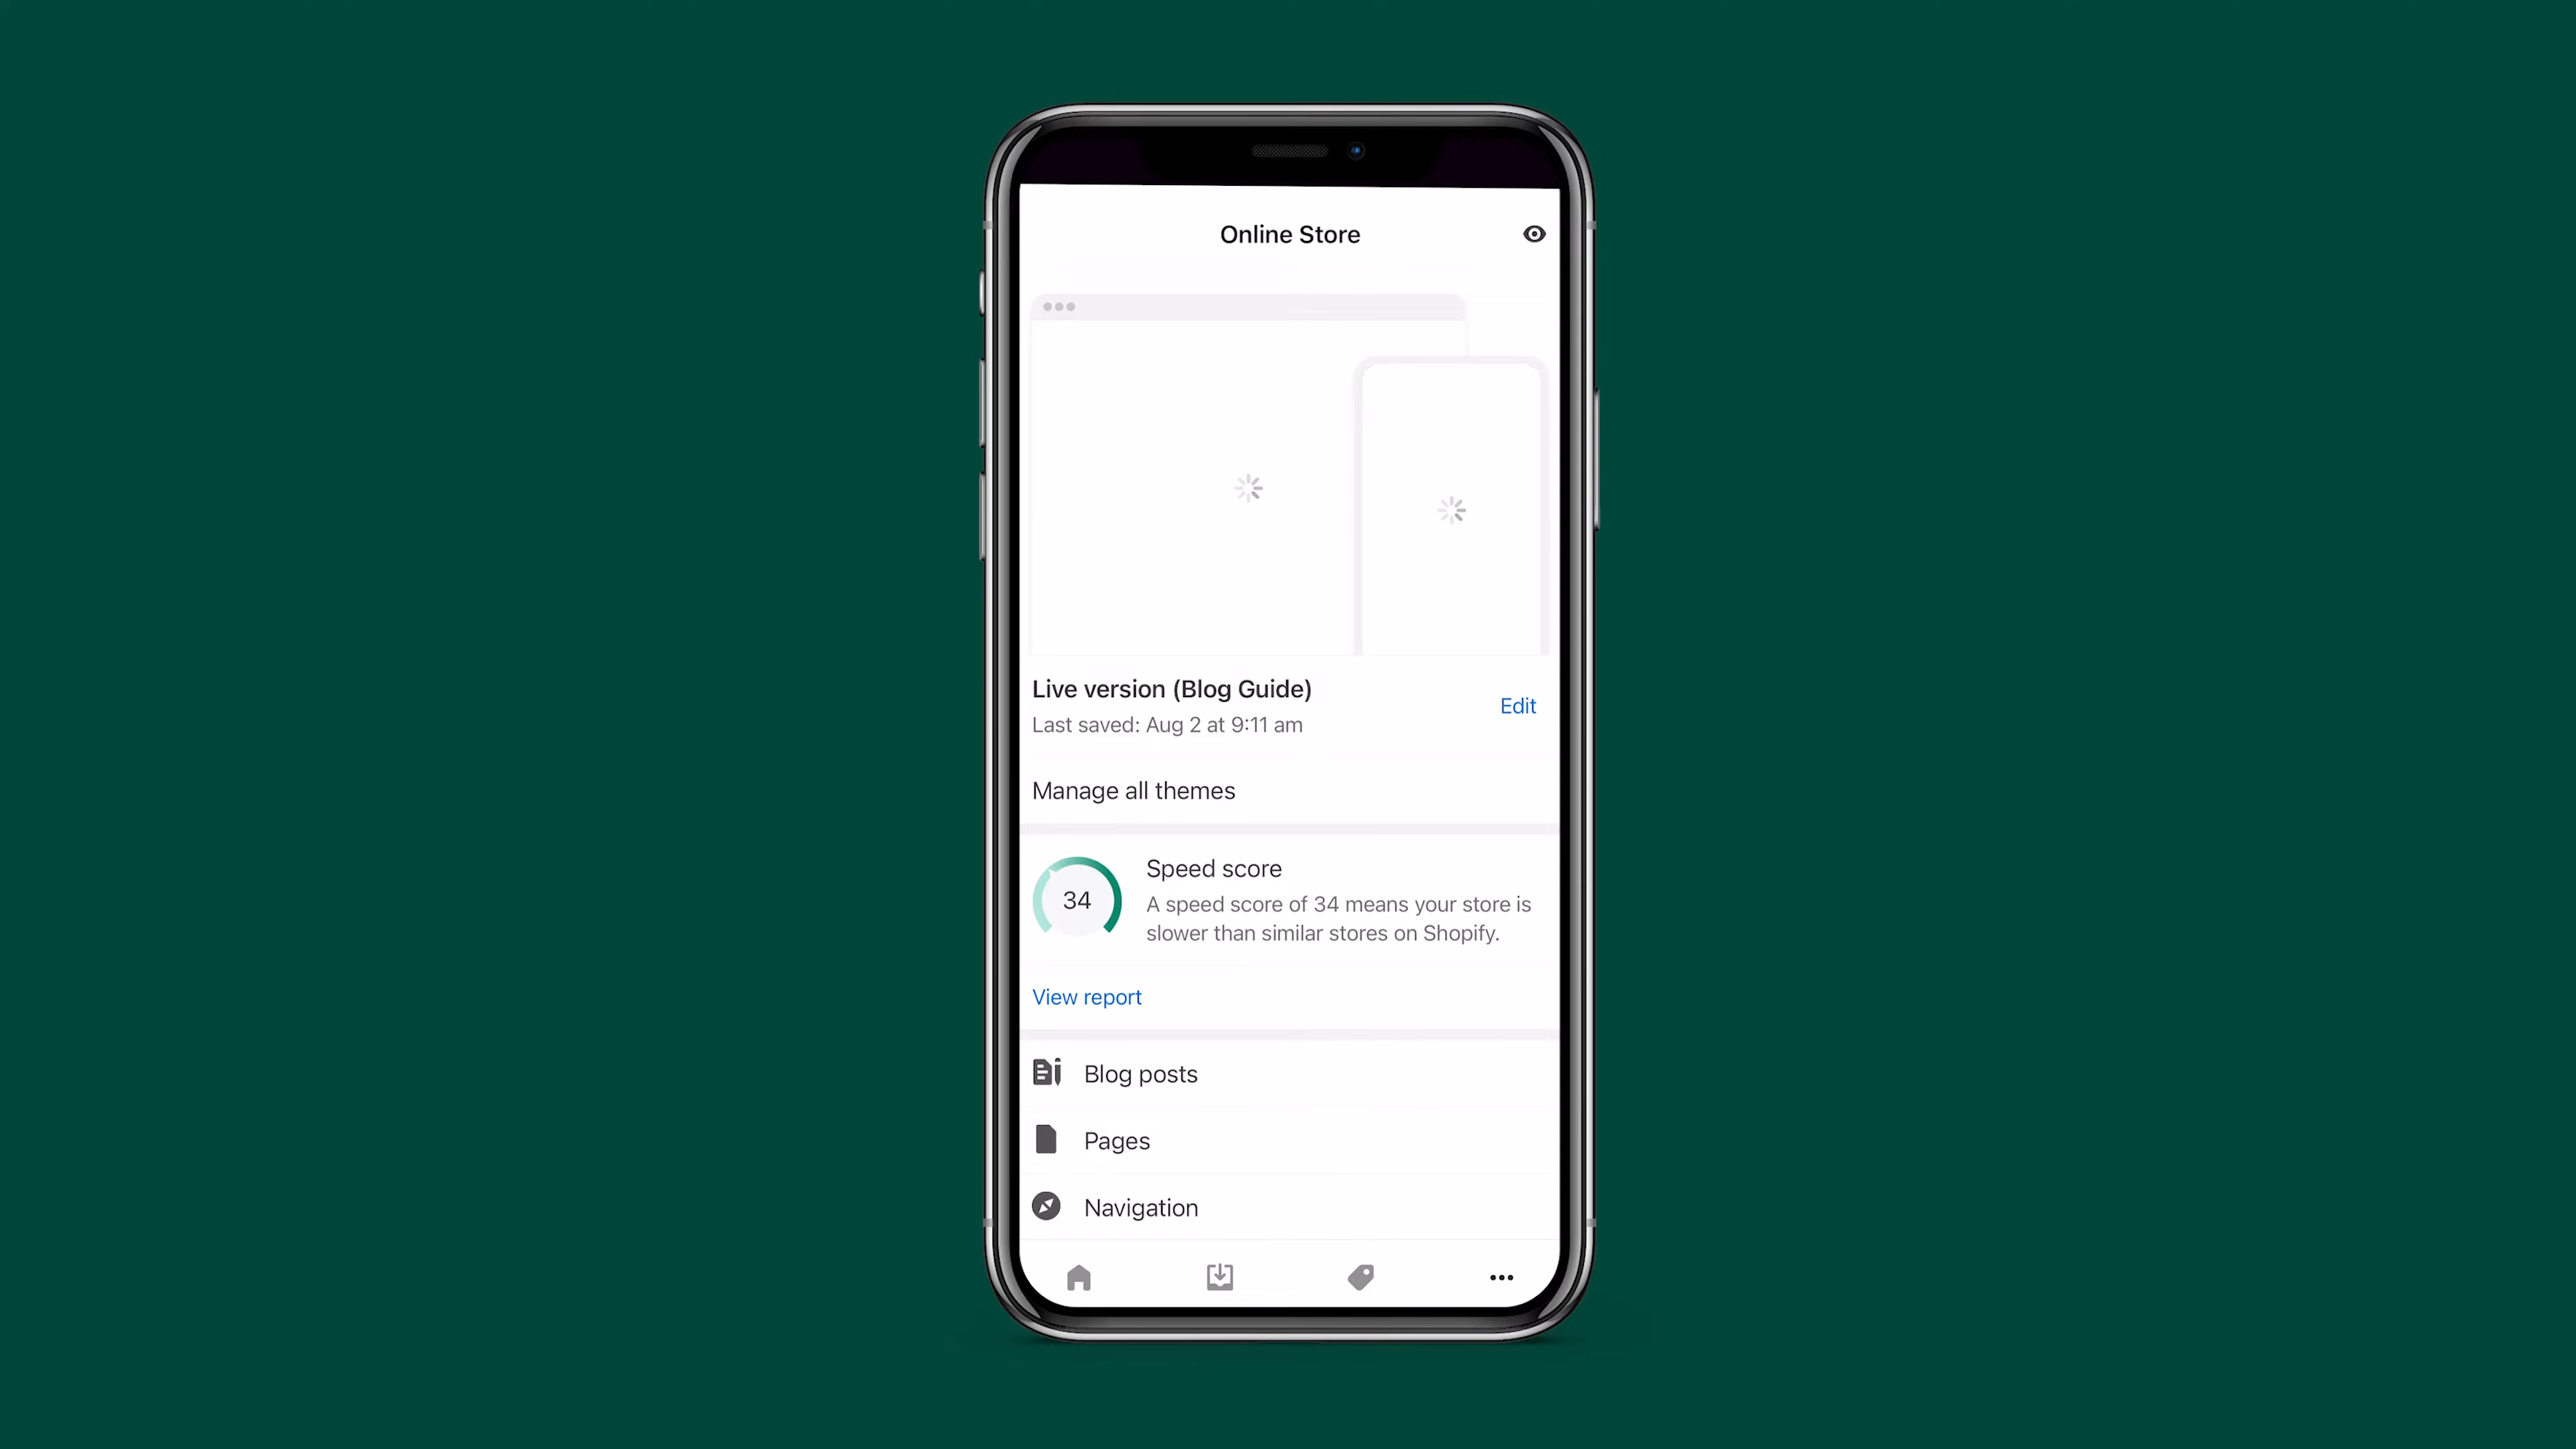 Online Store
Live version (Blog Guide)
Edit
Last saved: Aug 2 at 9:11 am
Manage all themes
34
Speed score
A speed score of 34 means your store is
slower than similar stores on Shopify.
View report
Blog posts
Pages
Navigation